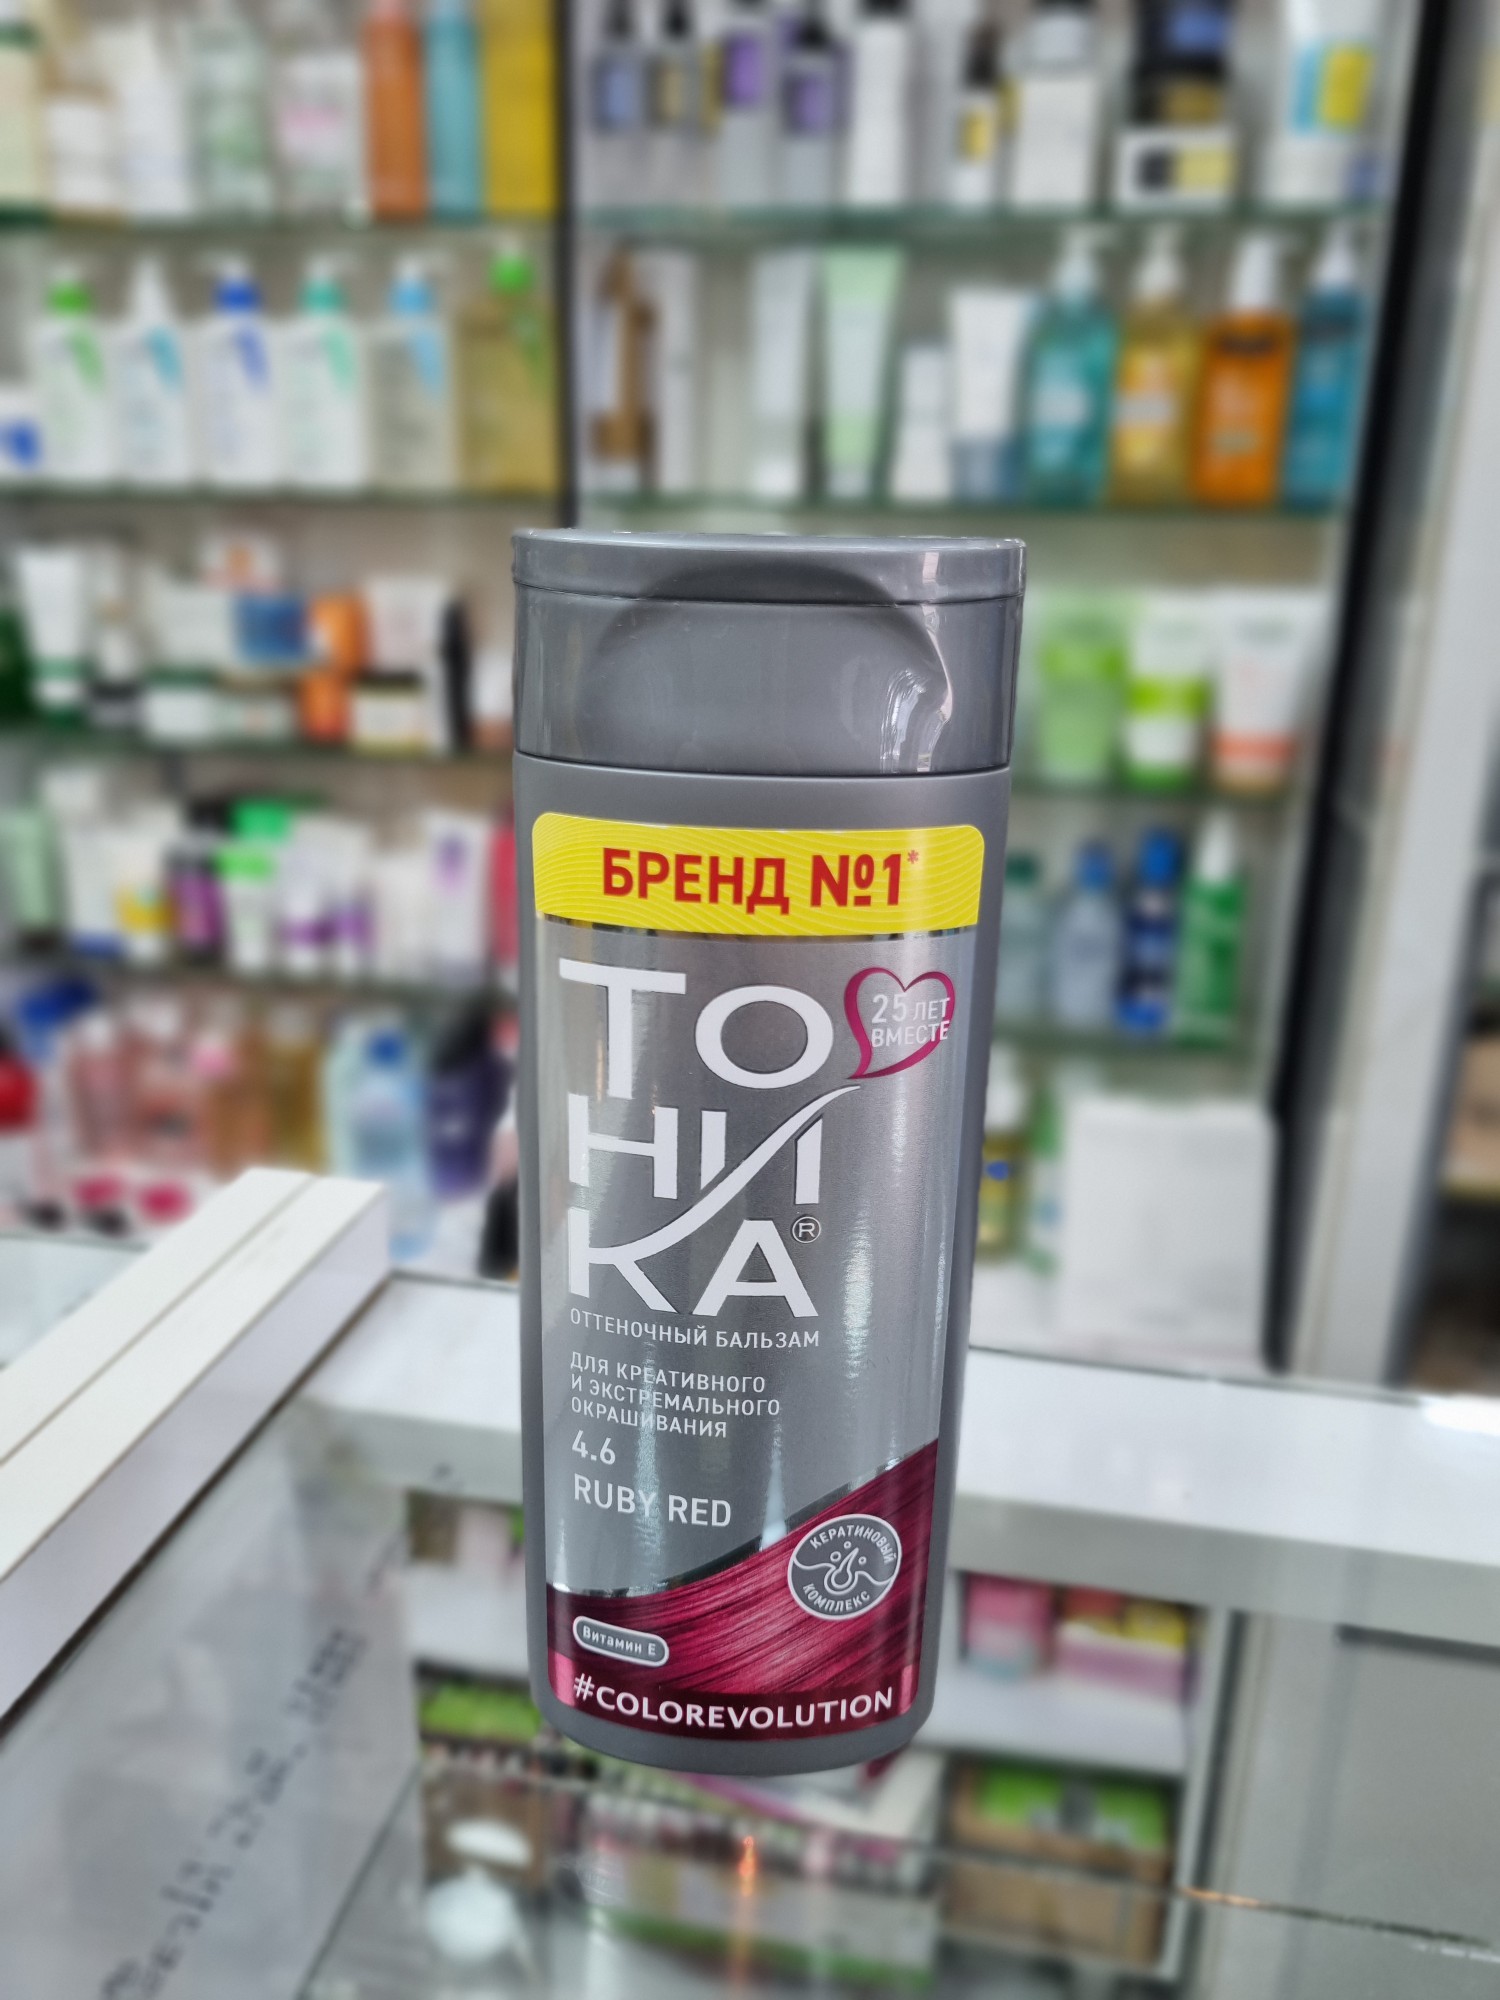 БРЕНД №1*
ТО
НИ
КА®
25 ЛЕТ
ВМЕСТЕ
ОТТЕНОЧНЫЙ БАЛЬЗАМ
ДЛЯ КРЕАТИВНОГО
И ЭКСТРЕМАЛЬНОГО
ОКРАШИВАНИЯ
4.6
RUBY RED
КЕРАТИНОВЫЙ
КОМПЛЕКС
Витамин Е
#COLOREVOLUTION